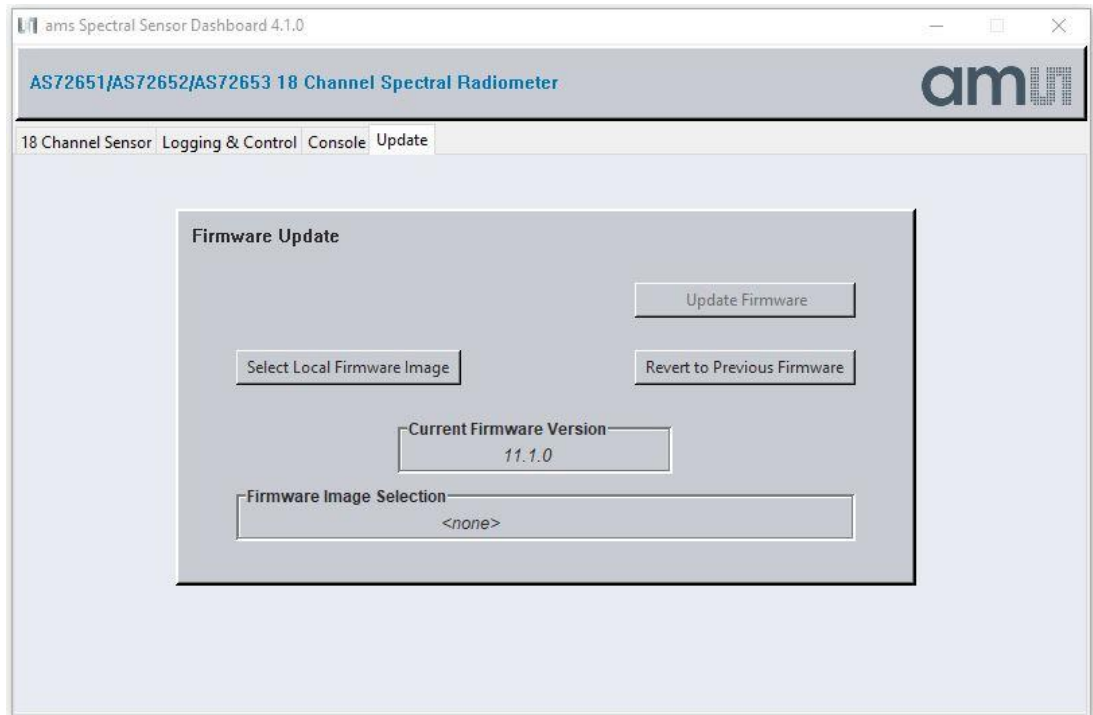 ams Spectral Sensor Dashboard 4.1.0
AS72651/AS72652/AS72653 18 Channel Spectral Radiometer
amu
18 Channel Sensor Logging & Control Console Update
Firmware Update
Update Firmware
Select Local Firmware Image
Revert to Previous Firmware
Current Firmware Version
11.1.0
Firmware Image Selection
<none>